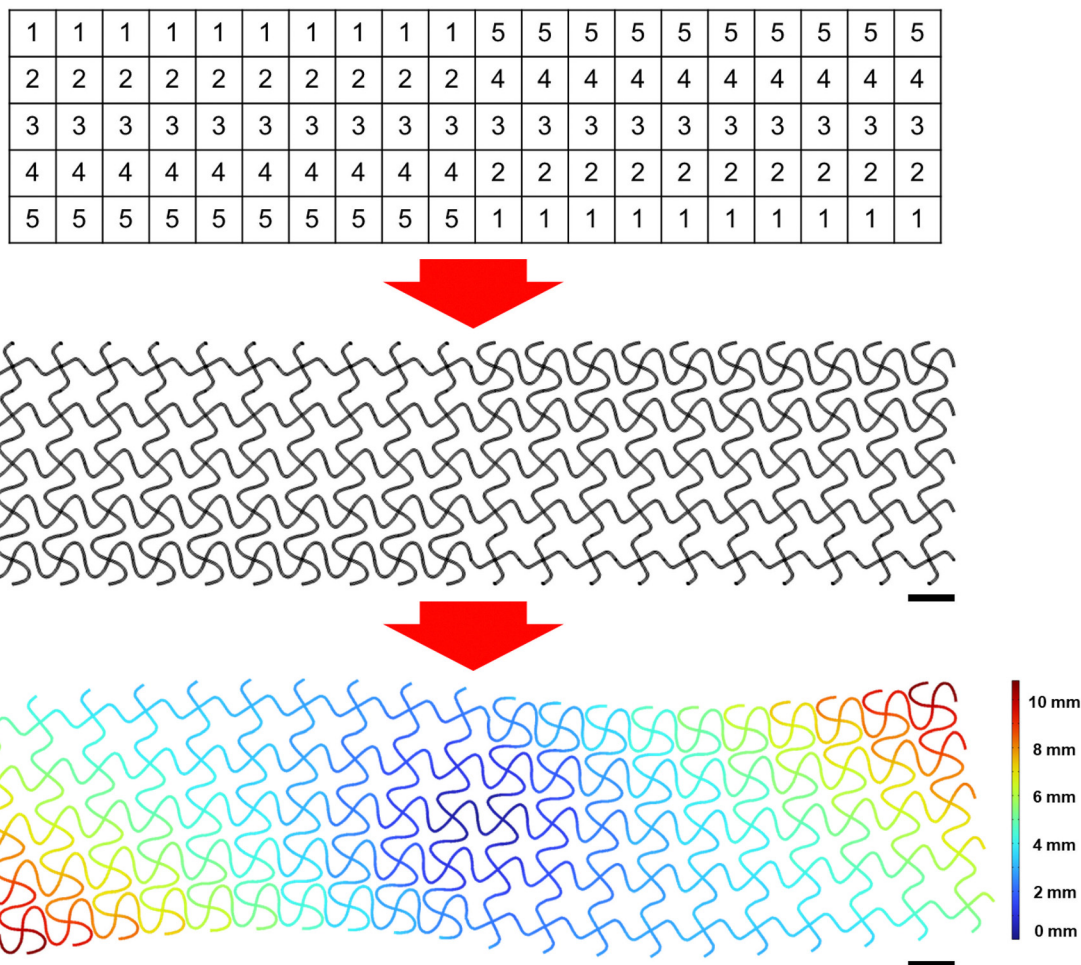 1 1 1 1 1 1 1 1 1 1 5 5 5 5 5 5 5 5 5 5
2 2 2 2 2 2 2 2 2 2 4 4 4 4 4 4 4 4 4 4
3 3 3 3 3 3 3 3 3 3 3 3 3 3 3 3 3 3 3 3
4 4 4 4 4 4 4 4 4 4 2 2 2 2 2 2 2 2 2 2
5 5 5 5 5 5 5 5 5 5 1 1 1 1 1 1 1 1 1 1
10 mm
8 mm
6 mm
4 mm
2 mm
0 mm